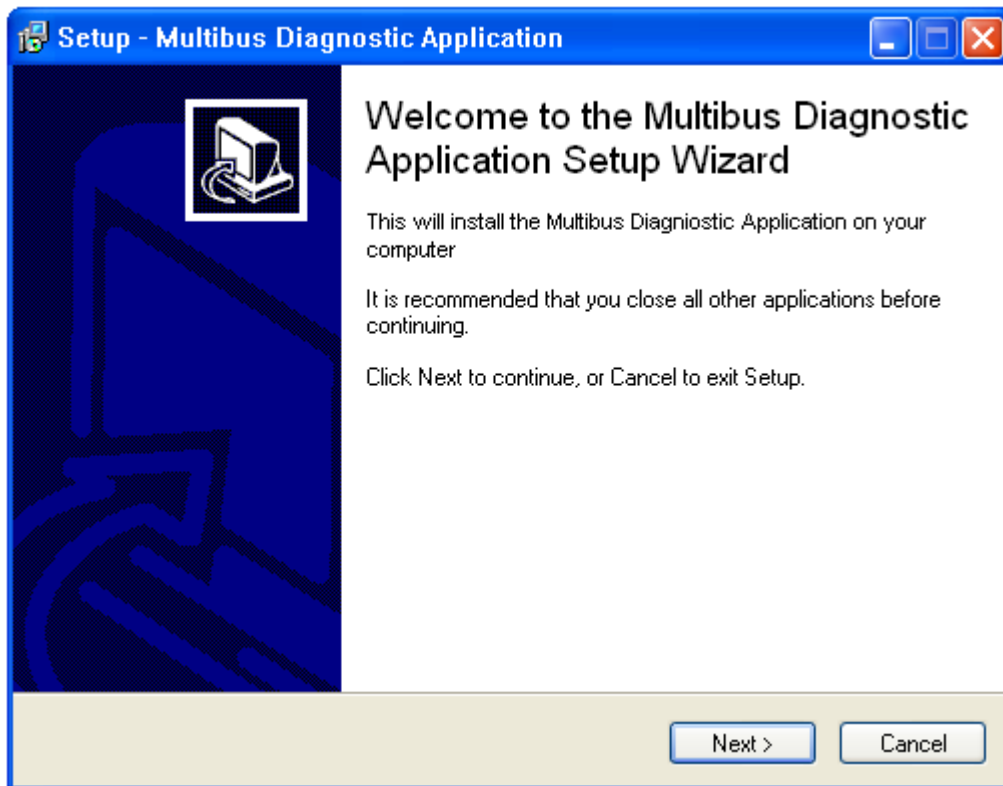 Setup - Multibus Diagnostic Application
Welcome to the Multibus Diagnostic
Application Setup Wizard
This will install the Multibus Diagniostic Application on your
computer
It is recommended that you close all other applications before
continuing.
Click Next to continue, or Cancel to exit Setup.
Next >
Cancel